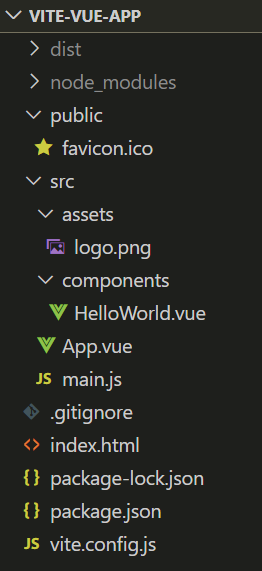 VITE-VUE-APP
dist
node_modules
public
favicon.ico
src
assets
logo.png
components
HelloWorld.vue
App.vue
JS main.js
.gitignore
index.html
package-lock.json
package.json
JS vite.config.js